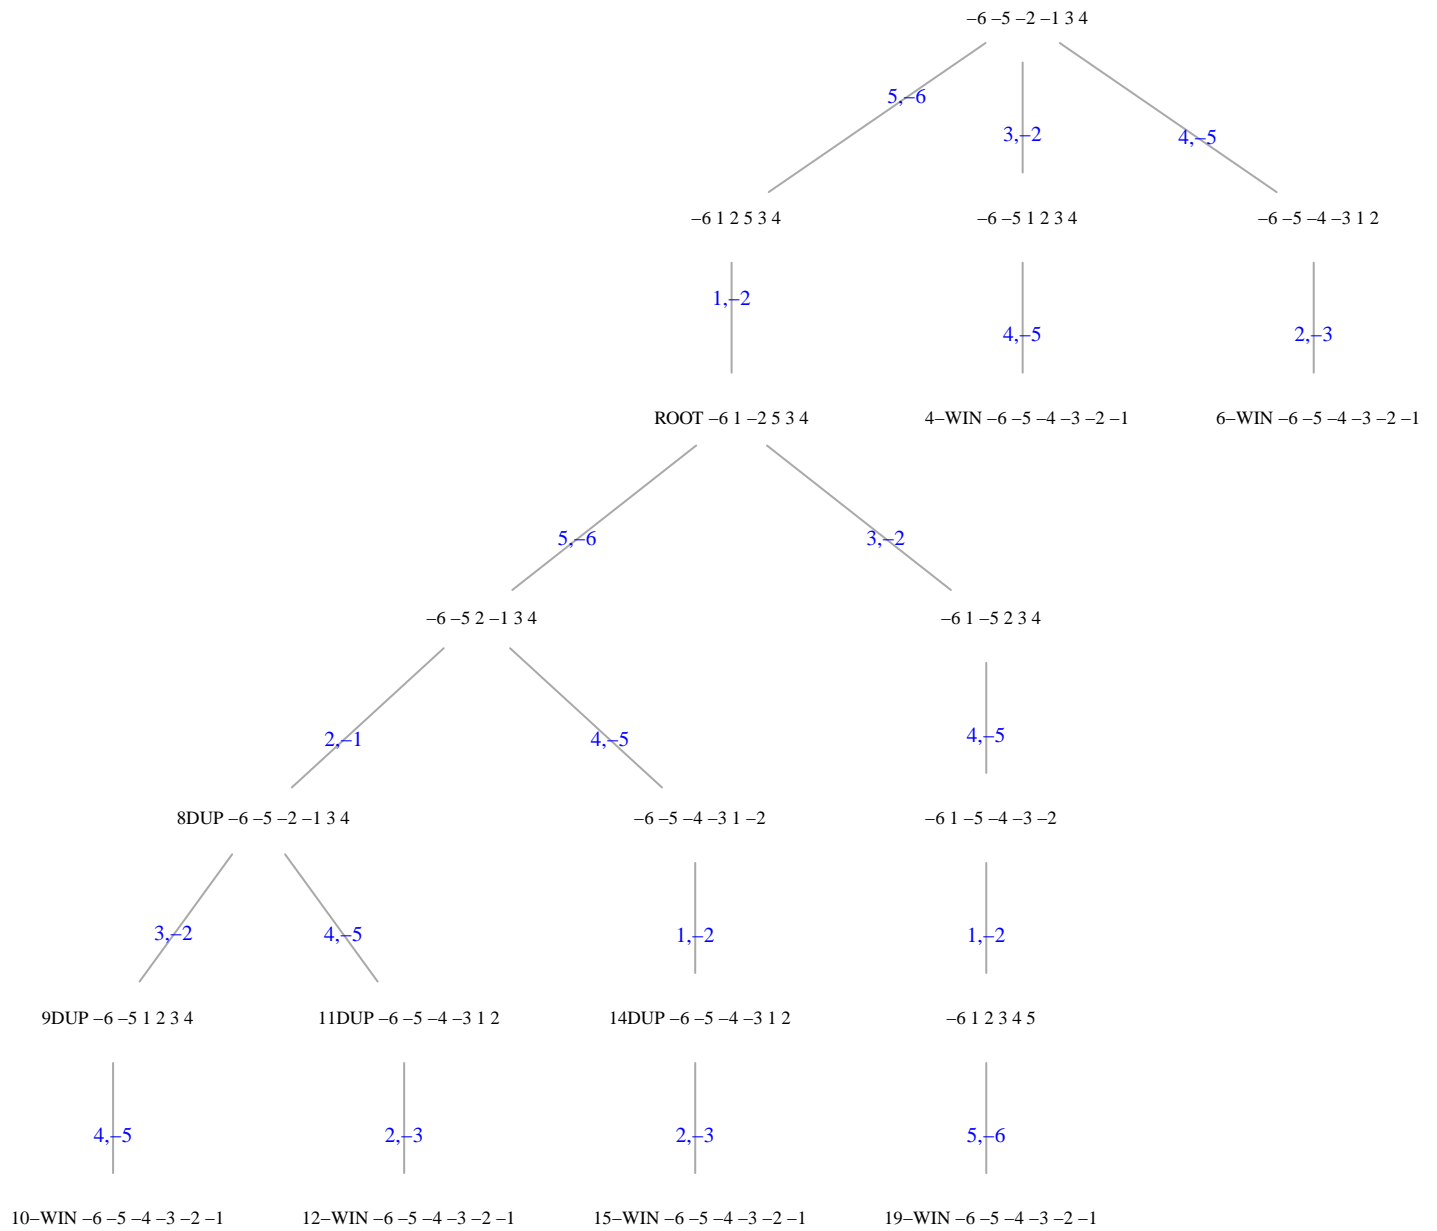 –6 –5 –2 –1 3 4
5,–6
3,–2
4,–5
–6 1 2 5 3 4
–6 –5 1 2 3 4
–6 –5 –4 –3 1 2
1,–2
4,–5
2,–3
ROOT –6 1 –2 5 3 4
4–WIN –6 –5 –4 –3 –2 –1
6–WIN –6 –5 –4 –3 –2 –1
5,–6
3,–2
–6 –5 2 –1 3 4
–6 1 –5 2 3 4
2,–1
4,–5
4,–5
8DUP –6 –5 –2 –1 3 4
–6 –5 –4 –3 1 –2
–6 1 –5 –4 –3 –2
3,–2
4,–5
1,–2
1,–2
9DUP –6 –5 1 2 3 4
11DUP –6 –5 –4 –3 1 2
14DUP –6 –5 –4 –3 1 2
–6 1 2 3 4 5
4,–5
2,–3
2,–3
5,–6
10–WIN –6 –5 –4 –3 –2 –1
12–WIN –6 –5 –4 –3 –2 –1
15–WIN –6 –5 –4 –3 –2 –1
19–WIN –6 –5 –4 –3 –2 –1